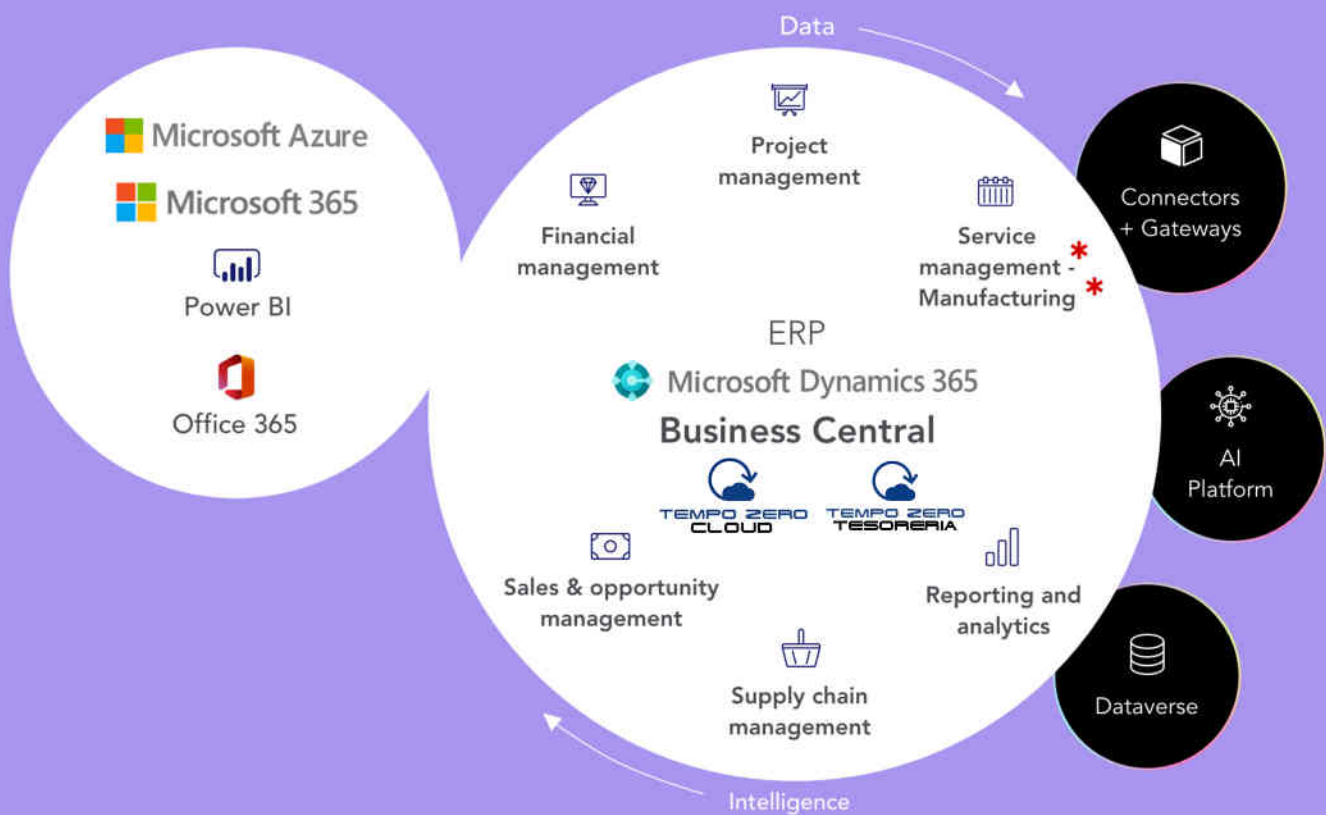 Data
Microsoft Azure
Microsoft 365
Power BI
Office 365
Project
management
Financial
management
Service
management -
Manufacturing
*
*
ERP
Microsoft Dynamics 365
Business Central
TEMPO ZERO
CLOUD
TEMPO ZERO
TESORERIA
Sales & opportunity
management
Reporting and
analytics
Supply chain
management
Connectors
+ Gateways
AI
Platform
Dataverse
Intelligence